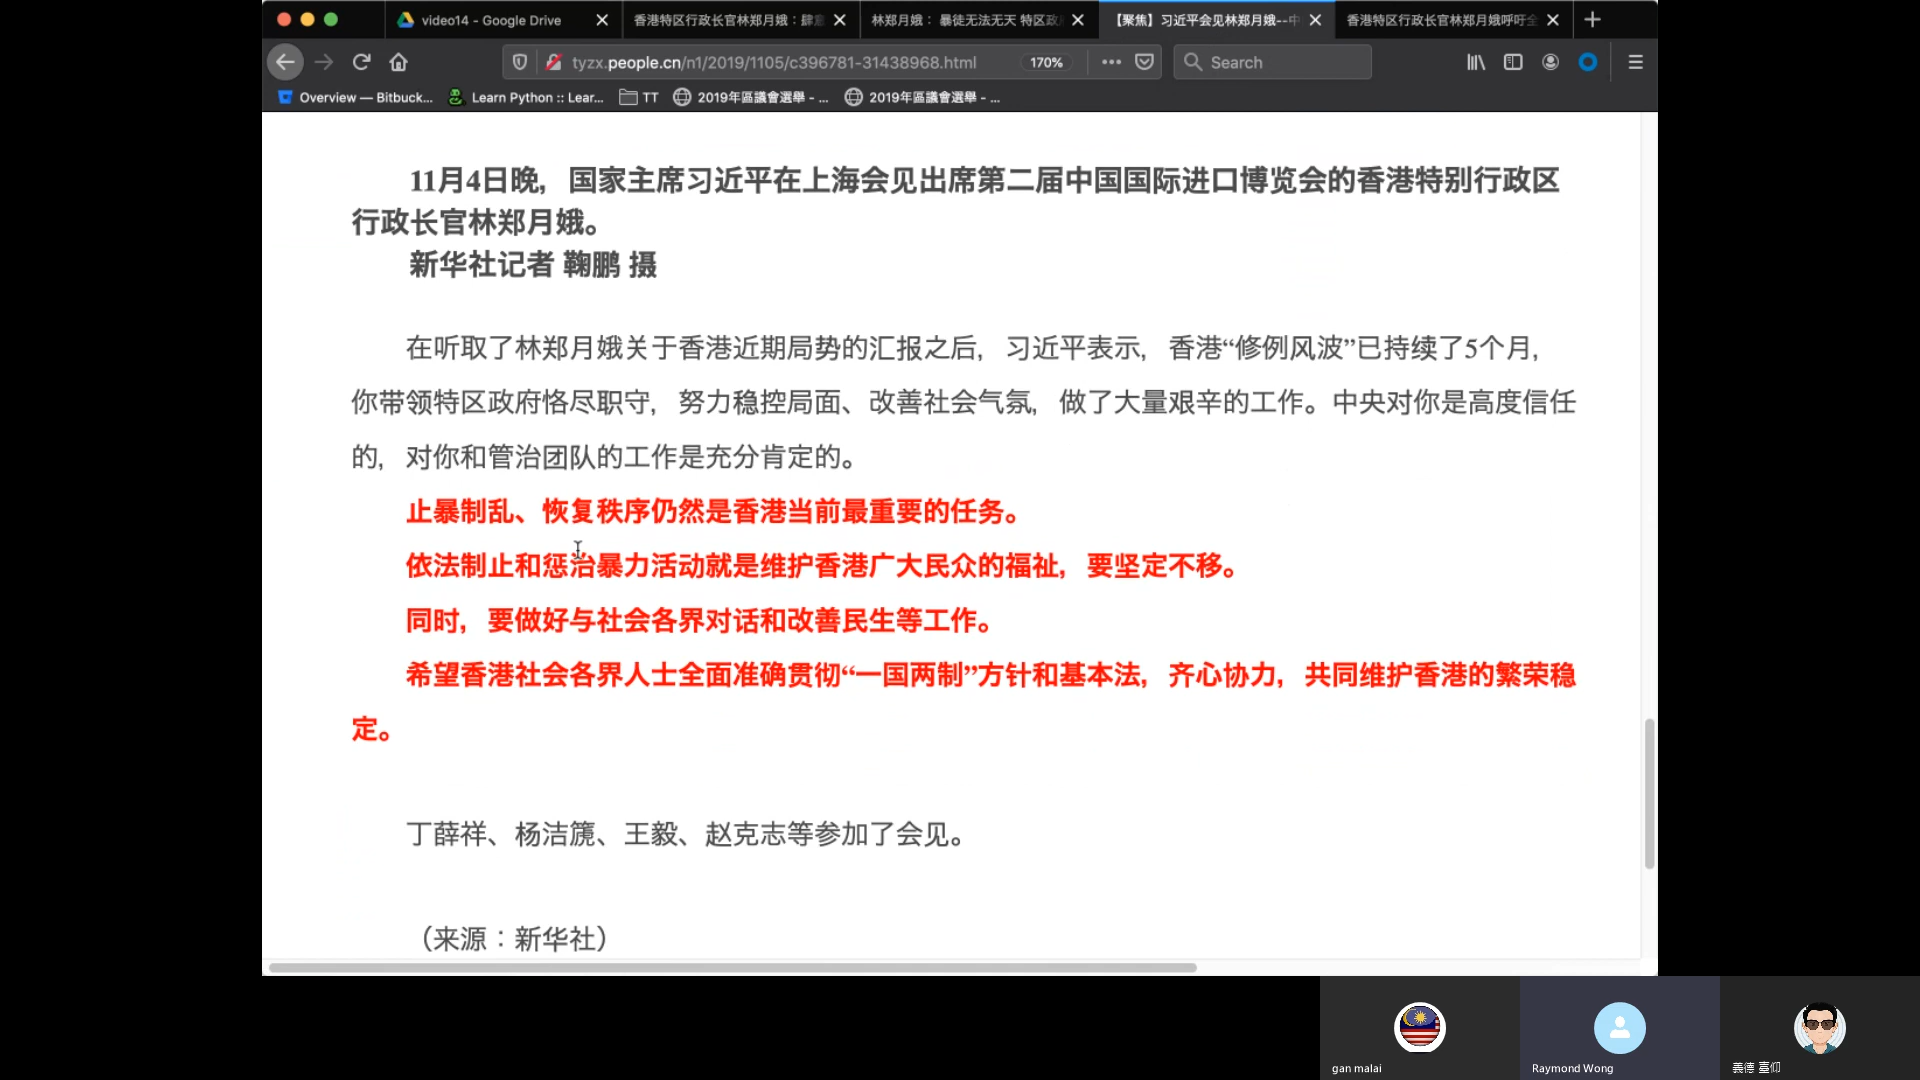 video14 - Google Drive
香港特区行政长官林郑月娥：肆意
林郑月娥： 暴徒无法无天 特区政府
【聚焦】习近平会见林郑月娥--中
香港特区行政长官林郑月娥呼吁全
tyzx.people.cn/n1/2019/1105/c396781-31438968.html
170%
Search
Overview — Bitbuck...
Learn Python :: Lear...
TT
2019年區議會選舉 - ...
2019年區議會選舉 - ...
11月4日晚，国家主席习近平在上海会见出席第二届中国国际进口博览会的香港特别行政区
行政长官林郑月娥。
新华社记者 鞠鹏 摄
在听取了林郑月娥关于香港近期局势的汇报之后，习近平表示，香港“修例风波”已持续了5个月，
你带领特区政府恪尽职守，努力稳控局面、改善社会气氛，做了大量艰辛的工作。中央对你是高度信任
的，对你和管治团队的工作是充分肯定的。
止暴制乱、恢复秩序仍然是香港当前最重要的任务。
依法制止和惩治暴力活动就是维护香港广大民众的福祉，要坚定不移。
同时，要做好与社会各界对话和改善民生等工作。
希望香港社会各界人士全面准确贯彻“一国两制”方针和基本法，齐心协力，共同维护香港的繁荣稳
定。
丁薛祥、杨洁篪、王毅、赵克志等参加了会见。
（来源：新华社）
gan malai
Raymond Wong
義德 臺仰